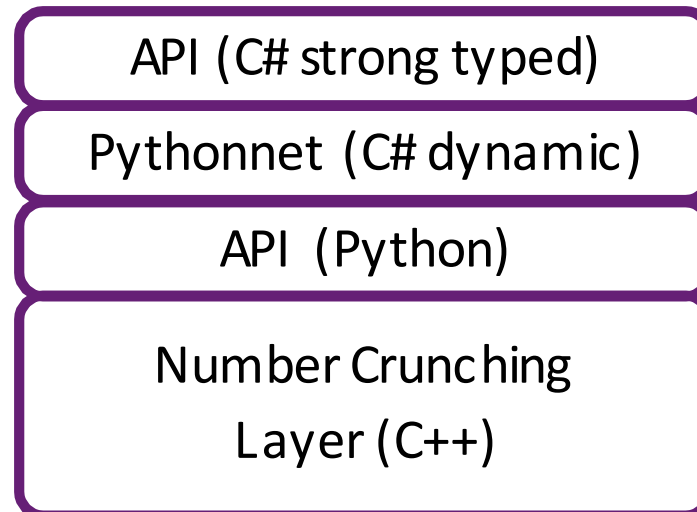 API (C# strong typed)
Pythonnet (C# dynamic)
API (Python)
Number Crunching
Layer (C++)